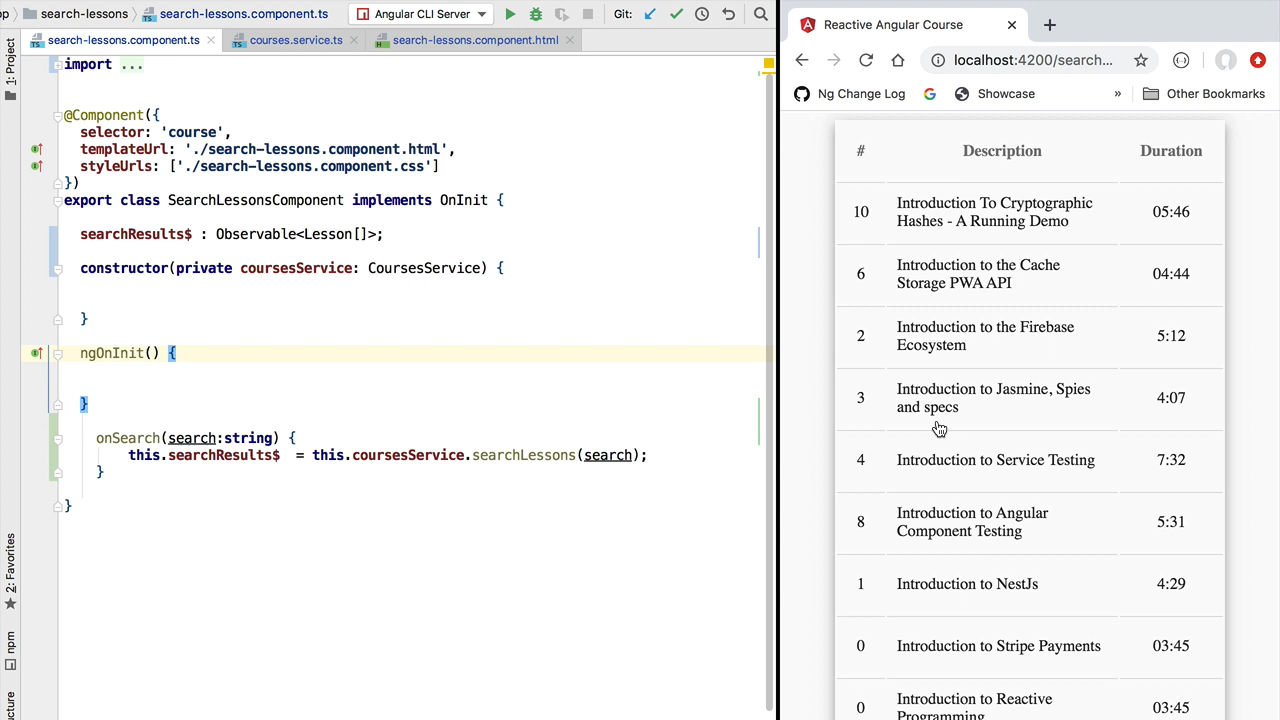 p
search-lessons
search-lessons.component.ts
Angular CLI Server
Git:
search-lessons.component.ts
courses.service.ts
search-lessons.component.html
1: Project
2: Favorites
npm
import ...
@Component({
selector: 'course',
templateUrl: './search-lessons.component.html',
styleUrls: ['./search-lessons.component.css']
})
export class SearchLessonsComponent implements OnInit {
searchResults$ : Observable<Lesson[]>;
constructor(private coursesService: CoursesService) {
}
ngOnInit() {
}
onSearch(search:string) {
this.searchResults$ = this.coursesService.searchLessons(search);
}
}
Reactive Angular Course
localhost:4200/search...
Ng Change Log
Showcase
»
Other Bookmarks
# Description Duration
10 Introduction To Cryptographic
Hashes - A Running Demo 05:46
6 Introduction to the Cache
Storage PWA API 04:44
2 Introduction to the Firebase
Ecosystem 5:12
3 Introduction to Jasmine, Spies
and specs 4:07
4 Introduction to Service Testing 7:32
8 Introduction to Angular
Component Testing 5:31
1 Introduction to NestJs 4:29
0 Introduction to Stripe Payments 03:45
0 Introduction to Reactive
Programming 03:45